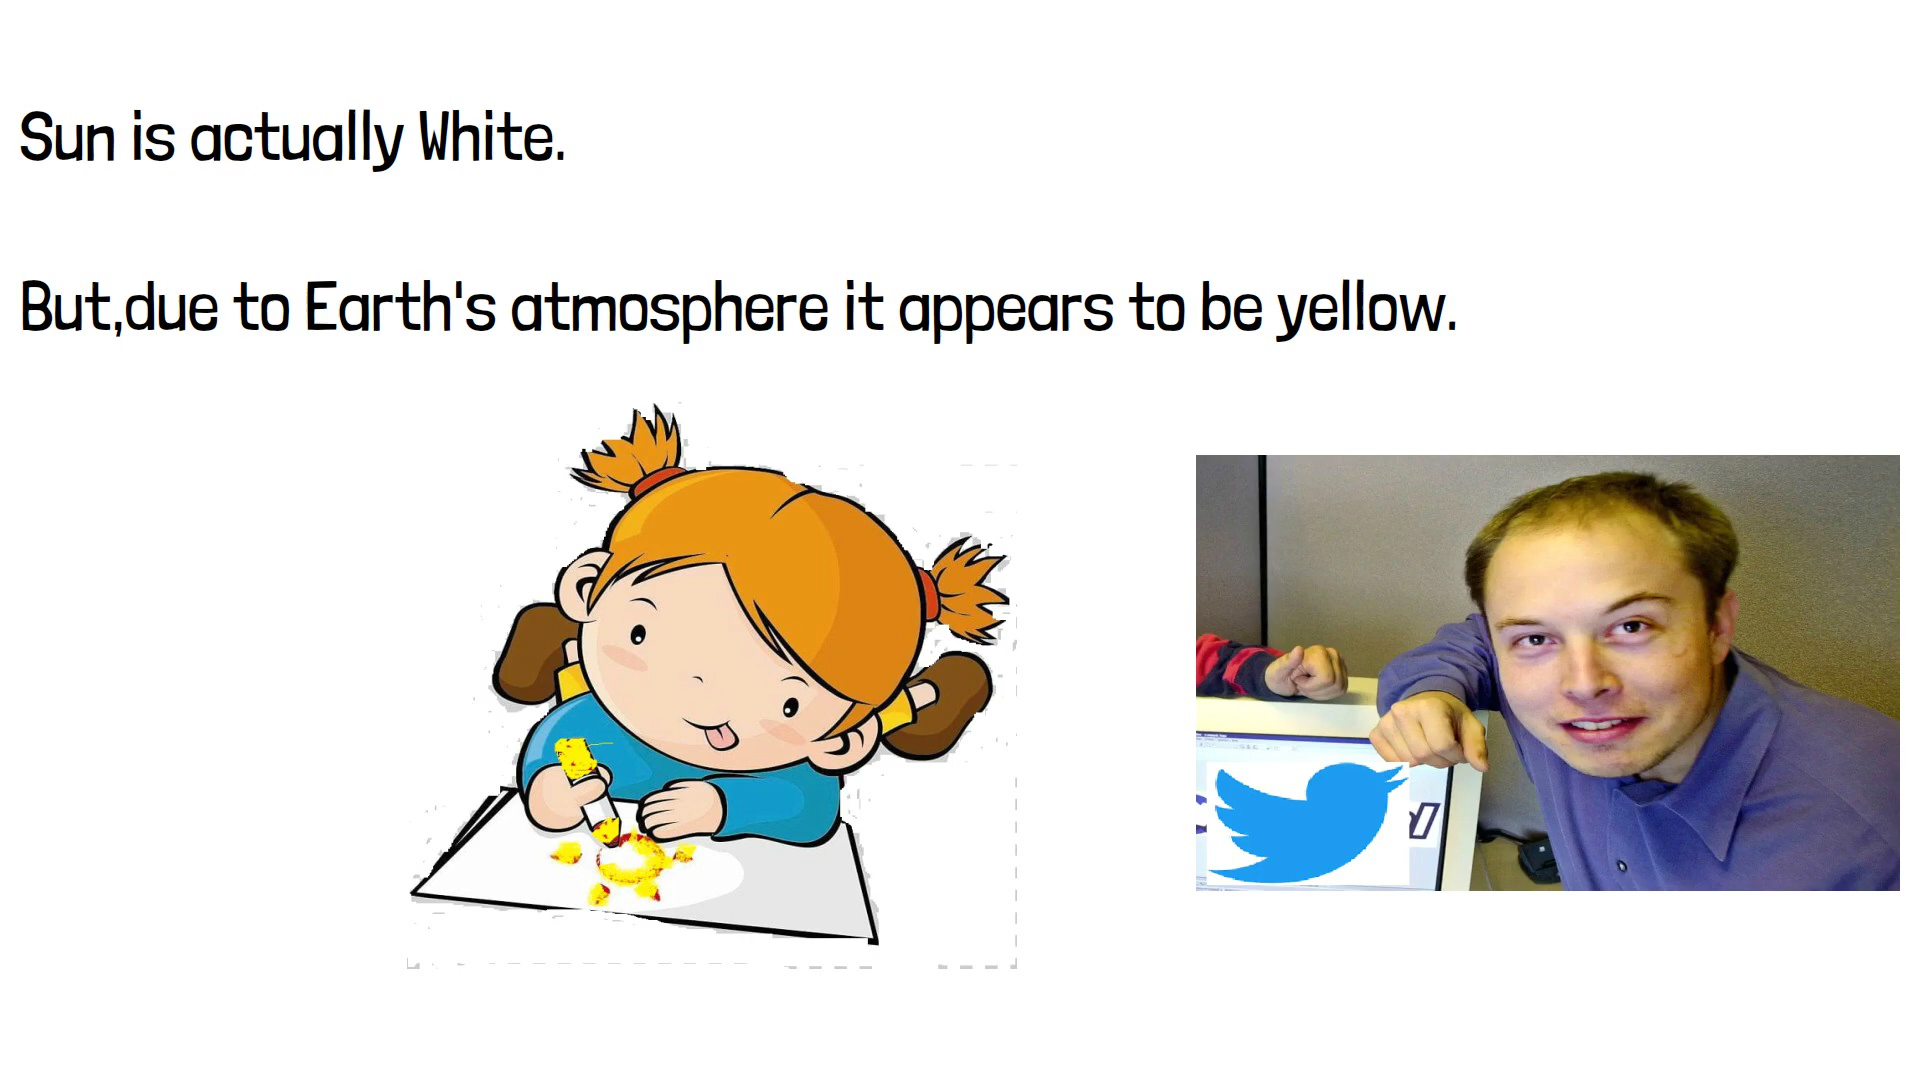 Sun is actually White.
But,due to Earth's atmosphere it appears to be yellow.